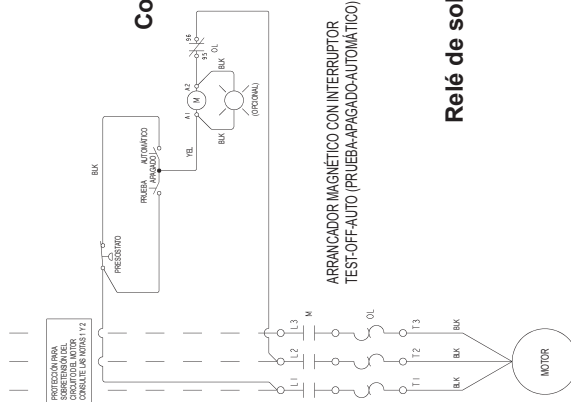 PROTECCIÓN PARA
SOBRETENSIÓN DEL
CIRCUITO DEL MOTOR
CONSULTE LAS NOTAS 1 Y 2
BLK
PRESOSTATO
PRUEBA
APAGADO
AUTOMÁTICO
YEL
A1
M
A2
95
96
OL
BLK
BLK
(OPCIONAL)
L1
L2
L3
M
OL
T1
T2
T3
BLK
BLK
BLK
MOTOR
ARRANCADOR MAGNÉTICO CON INTERRUPTOR
TEST-OFF-AUTO (PRUEBA-APAGADO-AUTOMÁTICO)
Co
Relé de sol